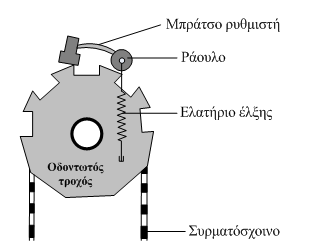 Μπράτσο ρυθμιστή
Ράουλο
Ελατήριο έλξης
Οδοντωτός
τροχός
Συρματόσχοινο